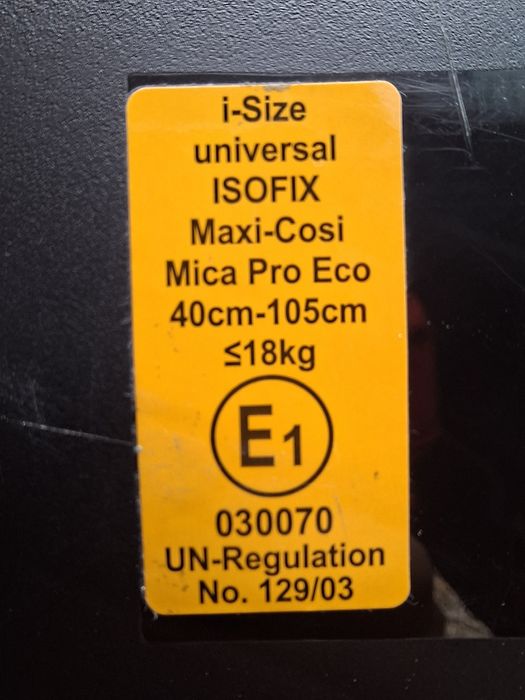 i-Size
universal
ISOFIX
Maxi-Cosi
Mica Pro Eco
40cm-105cm
≤18kg
E1
030070
UN-Regulation
No. 129/03